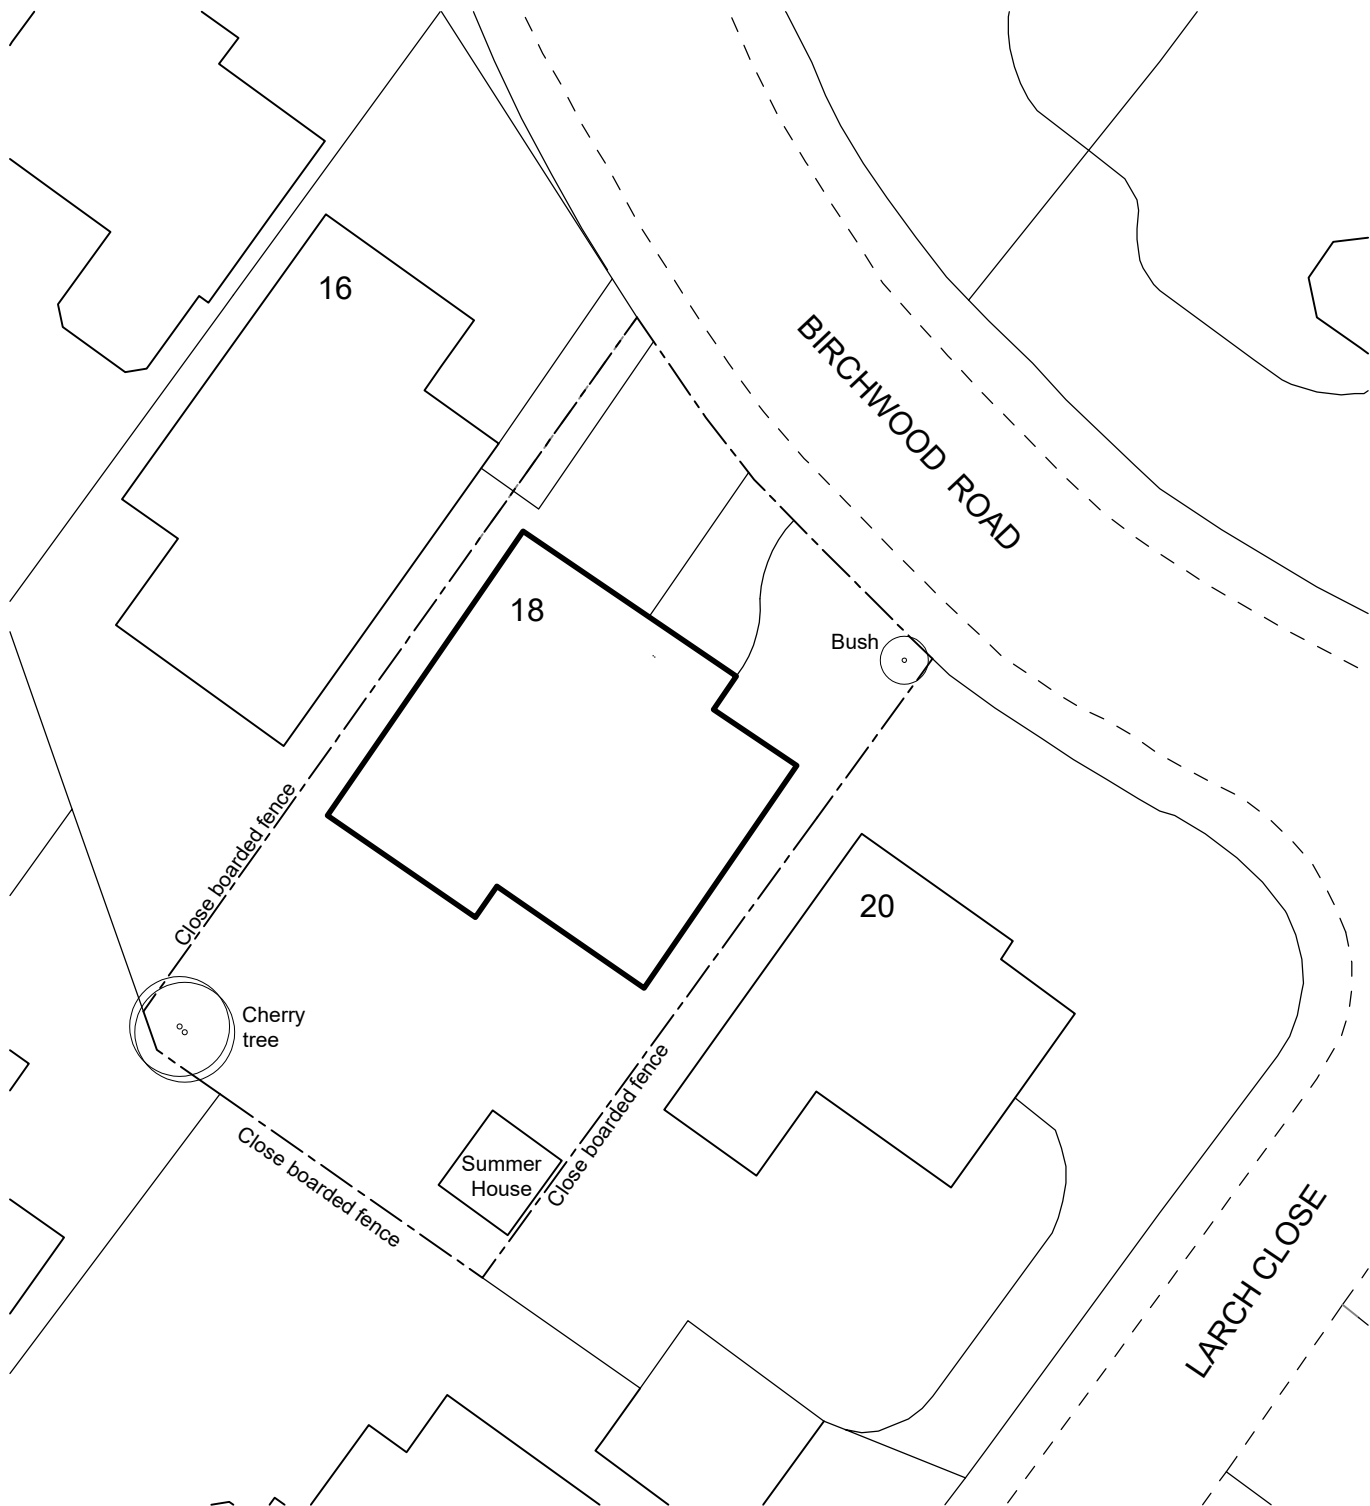 16
BIRCHWOOD ROAD
18
Bush
Close boarded fence
20
Cherry
tree
Close boarded fence
Summer
House
Close boarded fence
LARCH CLOSE